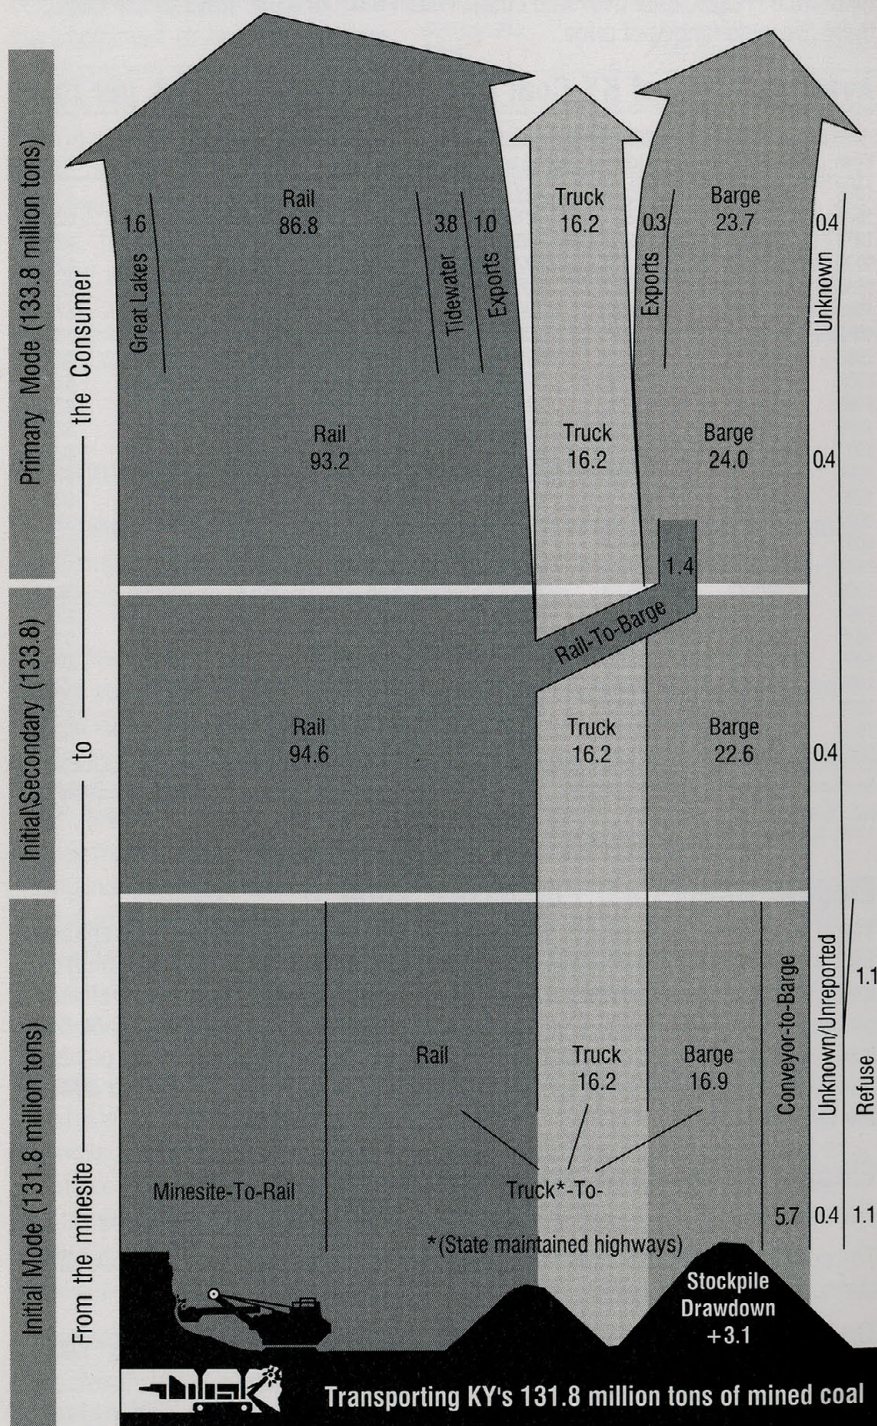 Primary Mode (133.8 million tons)
Initial\Secondary (133.8)
Initial Mode (131.8 million tons)
From the minesite
to
the Consumer
1.6
Great Lakes
Rail
86.8
3.8
Tidewater
1.0
Exports
Truck
16.2
0.3
Exports
Barge
23.7
0.4
Unknown
Rail
93.2
Truck
16.2
Barge
24.0
0.4
1.4
Rail-To-Barge
Rail
94.6
Truck
16.2
Barge
22.6
0.4
Rail
Truck
16.2
Barge
16.9
Conveyor-to-Barge
Unknown/Unreported
1.1
Refuse
Minesite-To-Rail
Truck*-To-
5.7
0.4
1.1
*(State maintained highways)
Stockpile
Drawdown
+3.1
Transporting KY's 131.8 million tons of mined coal